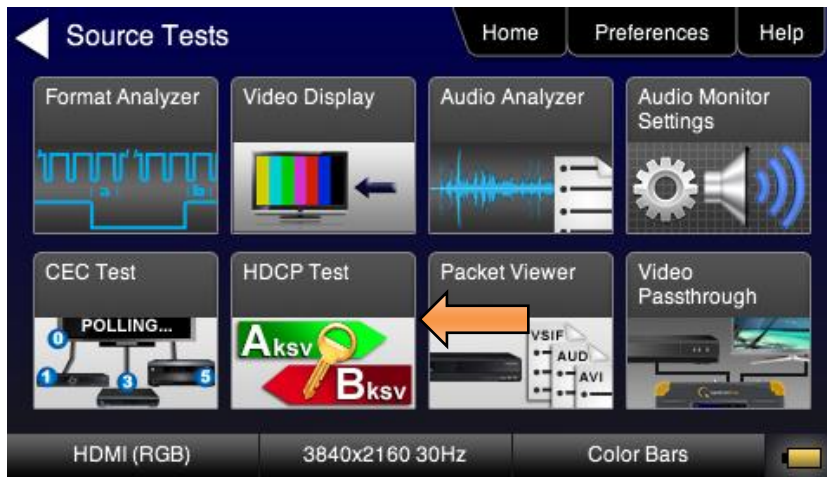 Source Tests
Home
Preferences
Help
Format Analyzer
Video Display
Audio Analyzer
Audio Monitor
Settings
a
b
CEC Test
HDCP Test
Packet Viewer
Video
Passthrough
POLLING...
0
1
3
5
Aksv
Bksv
VSIF
AUD
AVI
HDMI (RGB)
3840x2160 30Hz
Color Bars